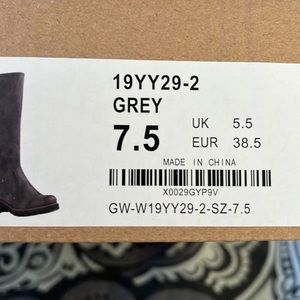 19YY29-2
GREY
7.5 UK 5.5
EUR 38.5
MADE IN CHINA
X0029GYP9V
GW-W19YY29-2-SZ-7.5